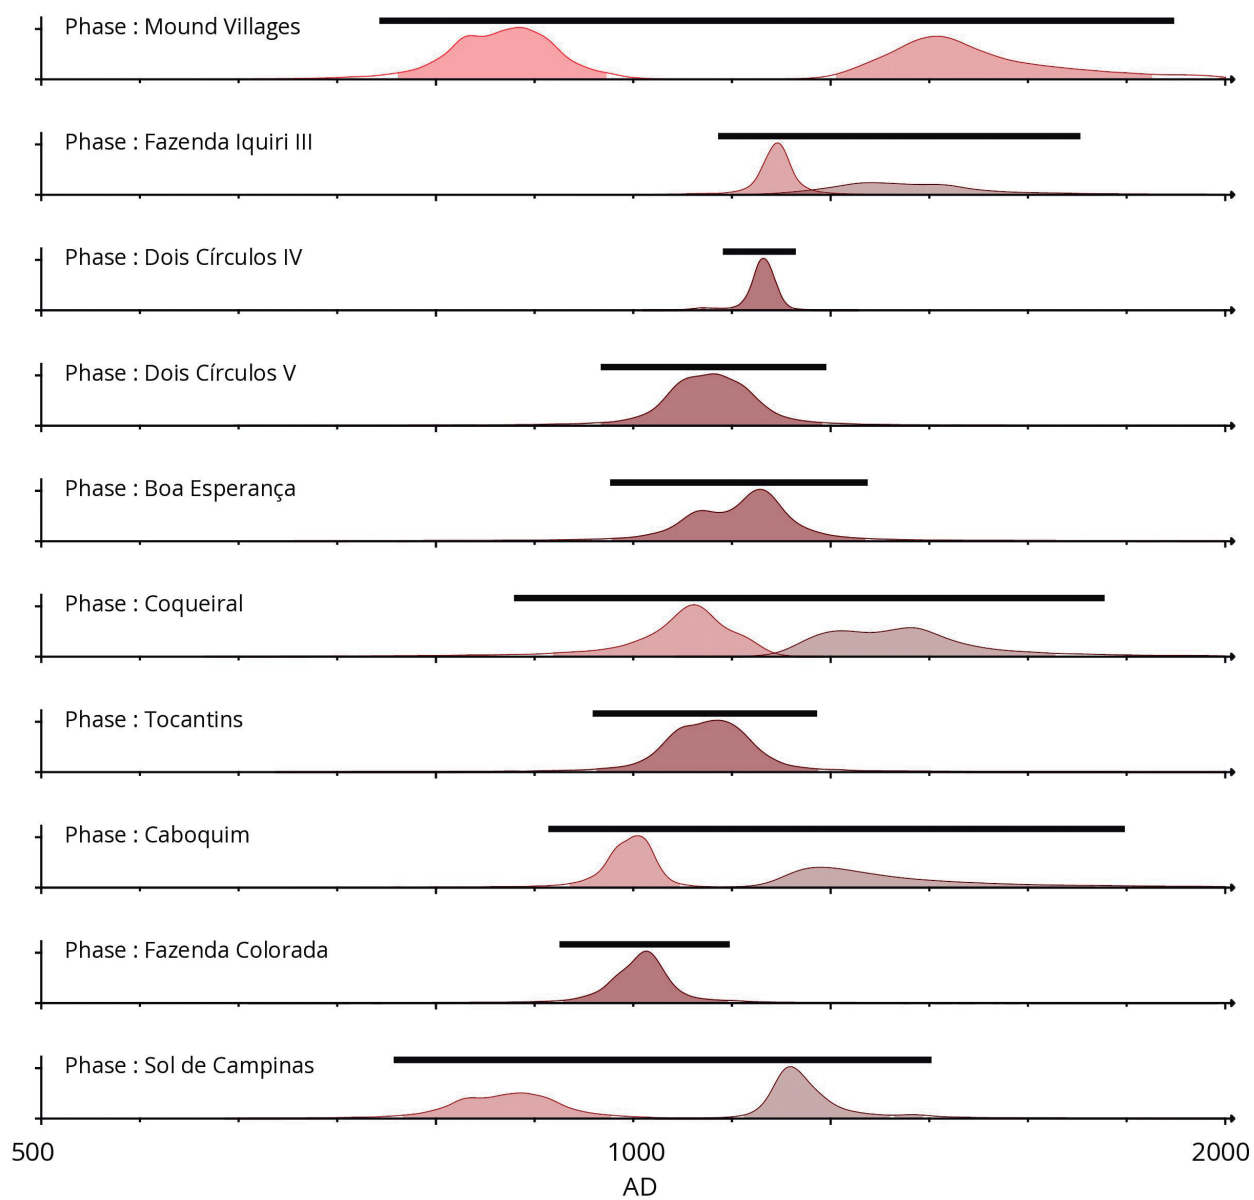 Phase : Mound Villages
Phase : Fazenda Iquiri III
Phase : Dois Círculos IV
Phase : Dois Círculos V
Phase : Boa Esperança
Phase : Coqueiral
Phase : Tocantins
Phase : Caboquim
Phase : Fazenda Colorada
Phase : Sol de Campinas
500 1000 2000
AD